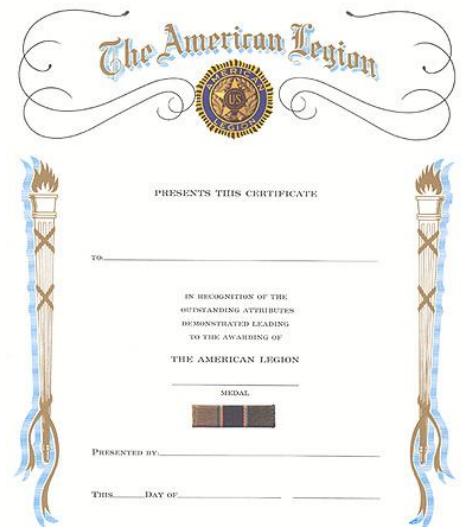 The American Legion
AMERICAN
US
LEGION
PRESENTS THIS CERTIFICATE
TO:
IN RECOGNITION OF THE
OUTSTANDING ATTRIBUTES
DEMONSTRATED LEADING
TO THE AWARDING OF
THE AMERICAN LEGION
MEDAL
PRESENTED BY:
THIS DAY OF